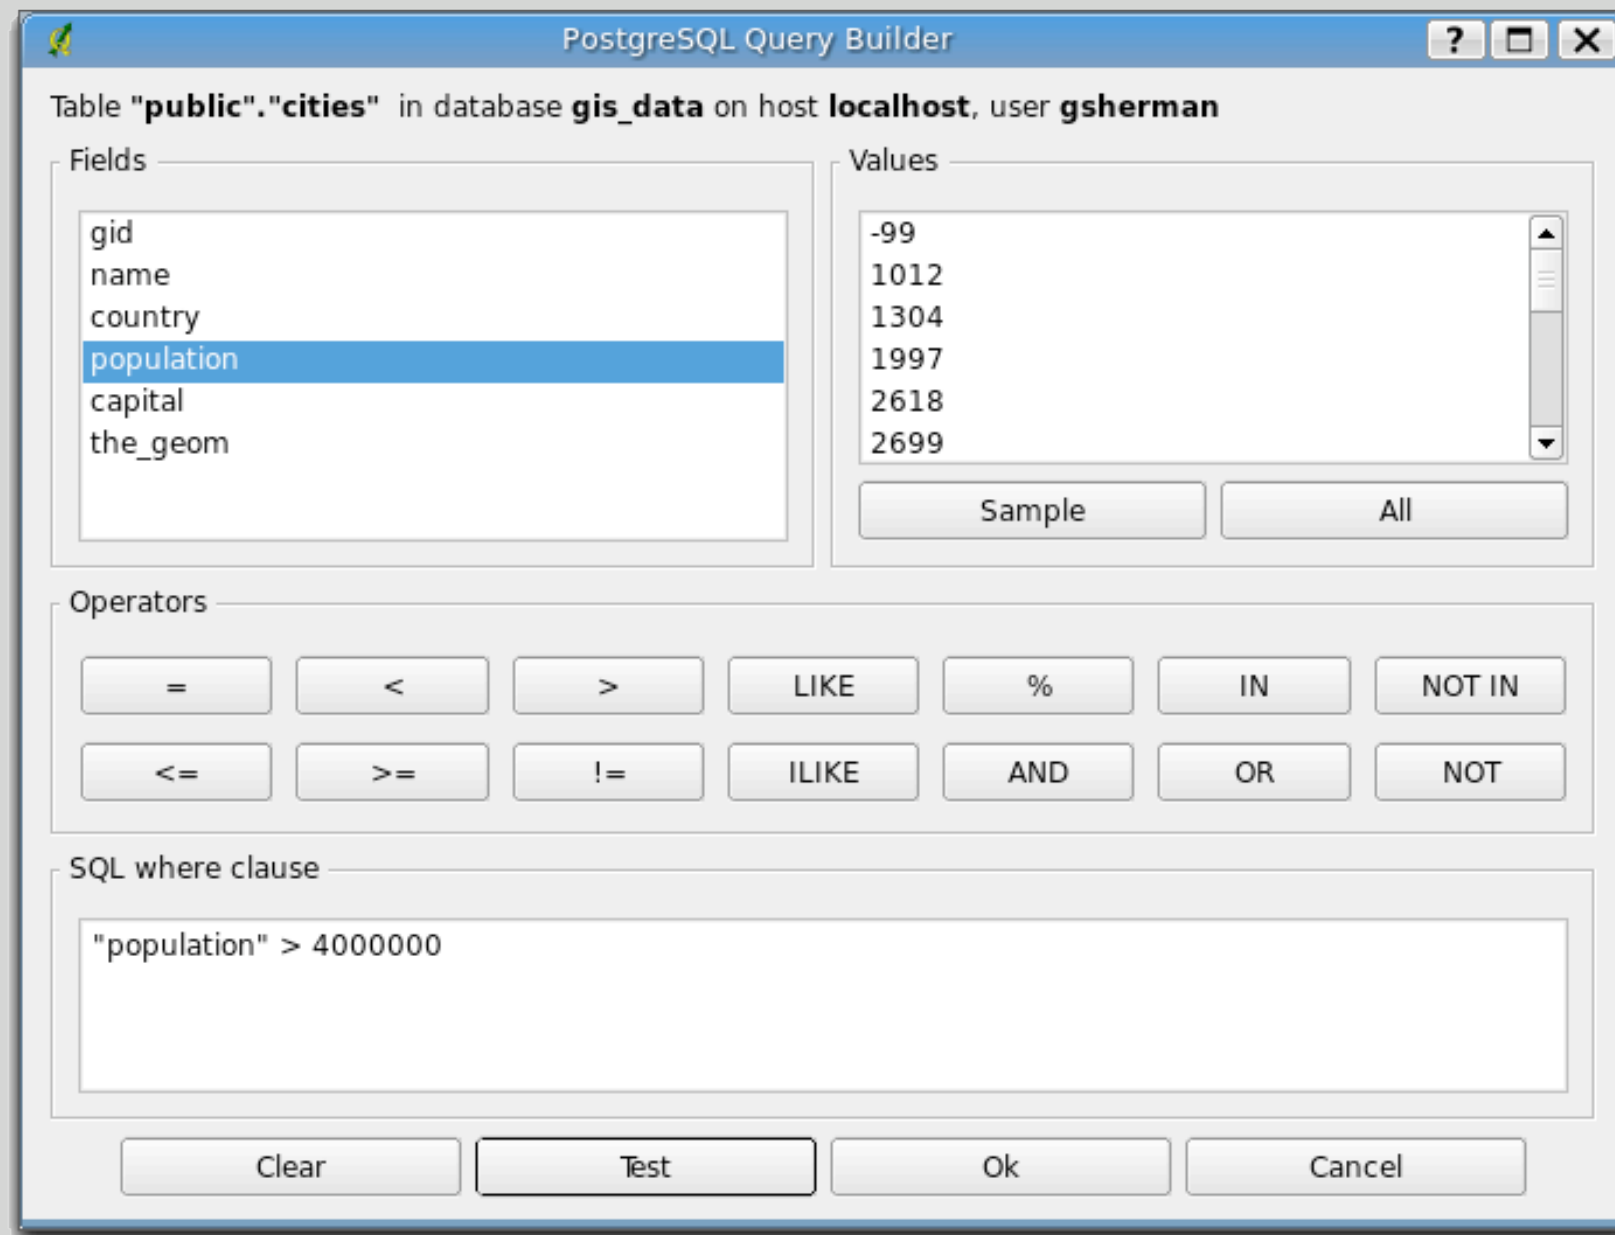 PostgreSQL Query Builder
Table "public"."cities" in database gis_data on host localhost, user gsherman
Fields
gid
name
country
population
capital
the_geom
Values
-99
1012
1304
1997
2618
2699
Sample All
Operators
= < > LIKE % IN NOT IN
<= >= != ILIKE AND OR NOT
SQL where clause
"population" > 4000000
Clear Test Ok Cancel